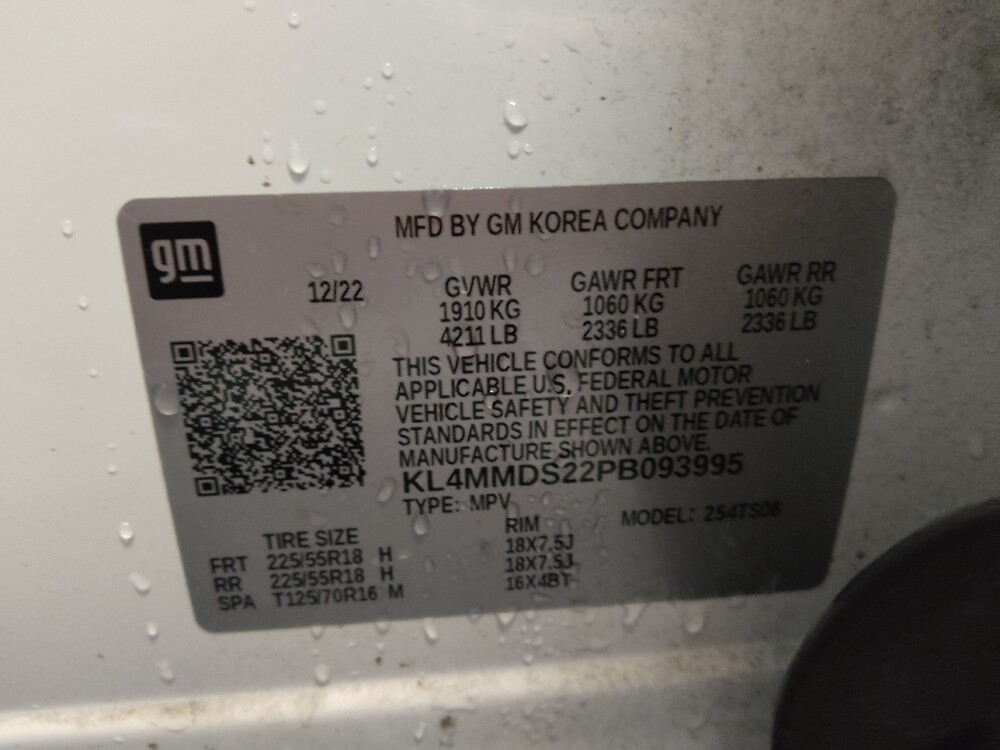 gm
MFD BY GM KOREA COMPANY
12/22 GVWR GAWR FRT GAWR RR
1910 KG 1060 KG 1060 KG
4211 LB 2336 LB 2336 LB
THIS VEHICLE CONFORMS TO ALL
APPLICABLE U.S. FEDERAL MOTOR
VEHICLE SAFETY AND THEFT PREVENTION
STANDARDS IN EFFECT ON THE DATE OF
MANUFACTURE SHOWN ABOVE.
KL4MMDS22PB093995
TYPE: MPV MODEL: 254TS06
TIRE SIZE RIM
FRT 225/55R18 H 18X7.5J
RR 225/55R18 H 18X7.5J
SPA T125/70R16 M 16X4BT